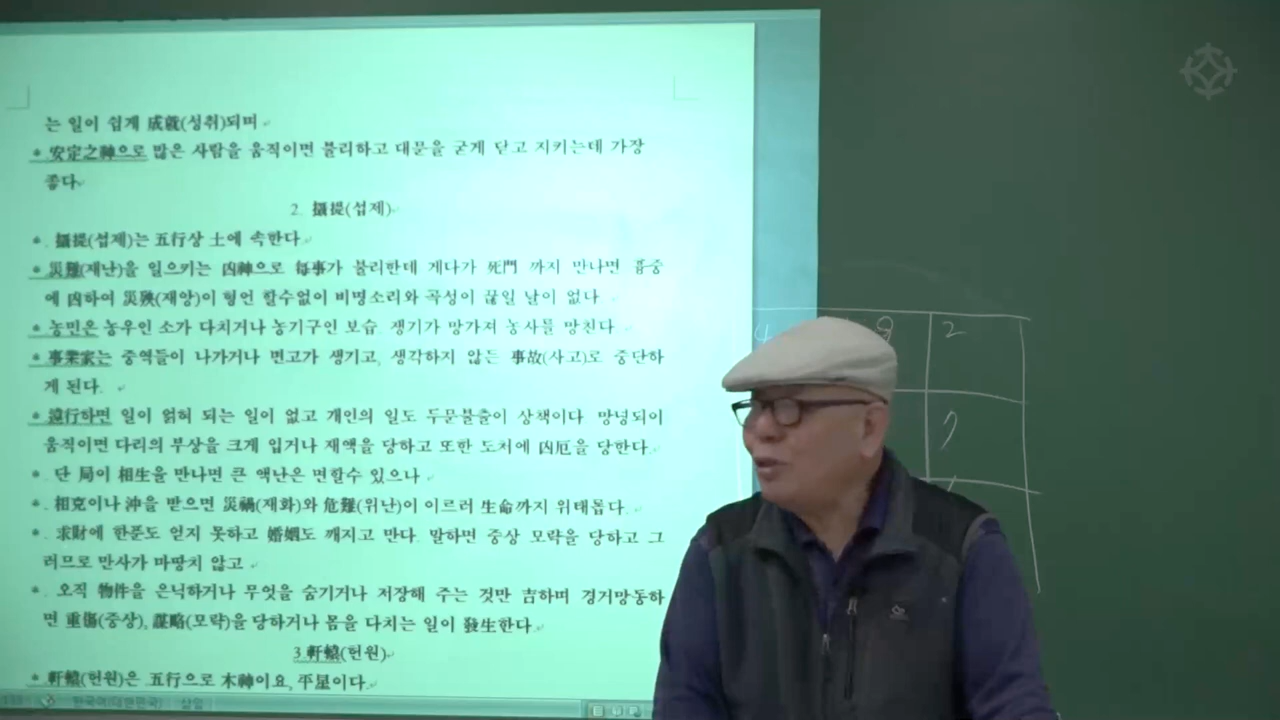 는 일이 쉽게 成就(성취)되며
安定之神으로 많은 사람을 움직이면 불리하고 대문을 굳게 닫고 지키는데 가장
좋다
2. 攝提(섭제)
攝提(섭제)는 五行상 土에 속한다
災難(재난)을 일으키는 凶神으로 每事가 불리한데 게다가 死門 까지 만나면 흉중
에 凶하여 災殃(재앙)이 형언 할수없이 비명소리와 곡성이 끊일 날이 없다
농민은 농우인 소가 다치거나 농기구인 보습, 쟁기가 망가져 농사를 망친다
事業家는 중역들이 나가거나 변고가 생기고, 생각하지 않든 事故(사고)로 중단하
게 된다.
遠行하면 일이 얽혀 되는 일이 없고 개인의 일도 두문불출이 상책이다 망녕되이
움직이면 다리의 부상을 크게 입거나 재액을 당하고 또한 도처에 凶厄을 당한다.
단 局이 相生을 만나면 큰 액난은 면할수 있으나
相克이나 沖을 받으면 災禍(재화)와 危難(위난)이 이르러 生命까지 위태롭다.
求財에 한푼도 얻지 못하고 婚姻도 깨지고 만다. 말하면 중상 모략을 당하고 그
러므로 만사가 마땅치 않고
오직 物件을 은닉하거나 무엇을 숨기거나 저장해 주는 것만 吉하며 경거망동하
면 重傷(중상), 謀略(모략)을 당하거나 몸을 다치는 일이 發生한다.
3.軒轅(헌원)
軒轅(헌원)은 五行으로 木神이요, 平星이다.
한국어(대한민국) 삽입
4 9 2
7